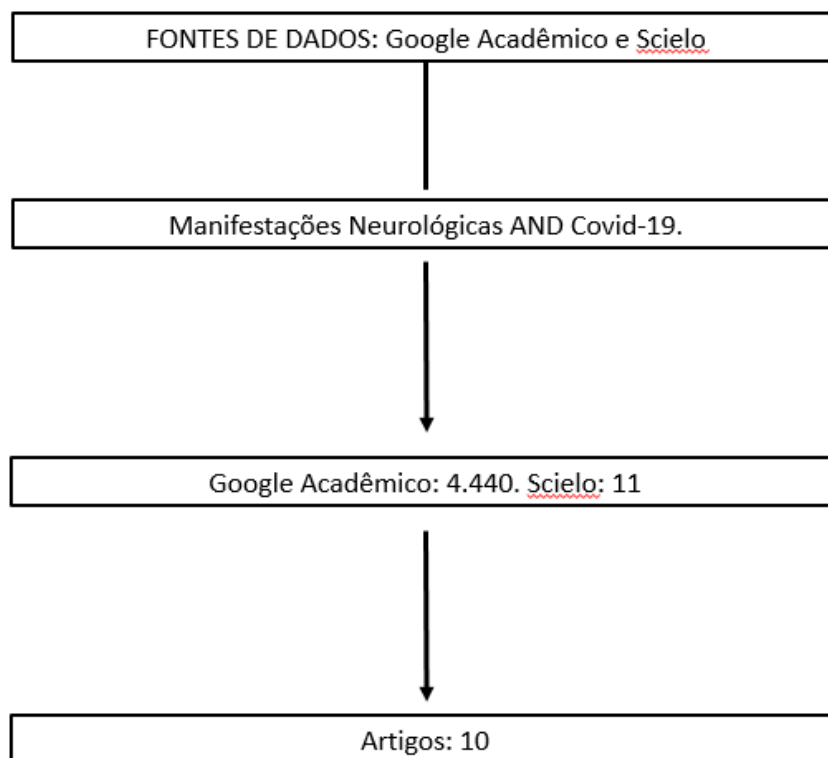 FONTES DE DADOS: Google Acadêmico e Scielo
Manifestações Neurológicas AND Covid-19.
Google Acadêmico: 4.440. Scielo: 11
Artigos: 10